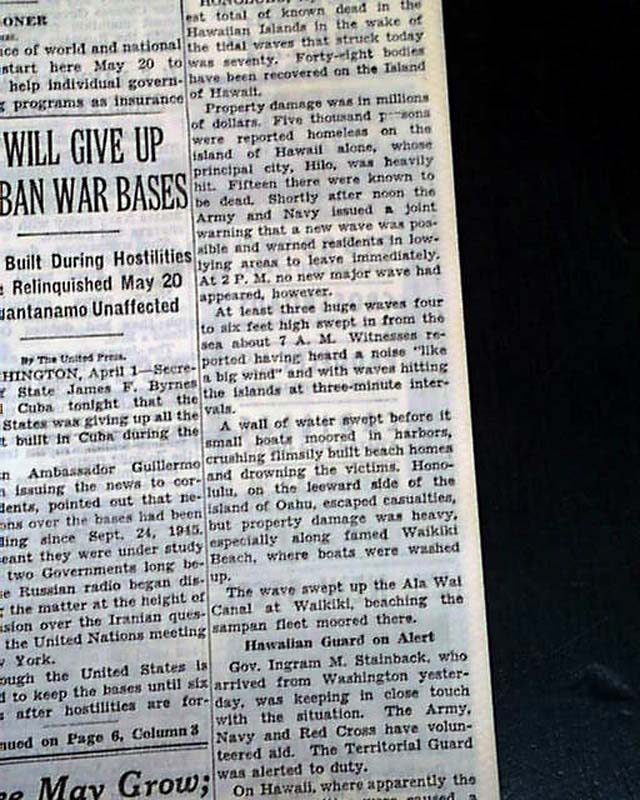 ONER
ce of world and national
start here May 20 to
help individual govern-
g programs as insurance
WILL GIVE UP
BAN WAR BASES
Built During Hostilities
Relinquished May 20
uantanamo Unaffected
By The United Press.
HINGTON, April 1—Secre-
State James F. Byrnes
Cuba tonight that the
States was giving up all the
t built in Cuba during the
n Ambassador Guillermo
n issuing the news to cor-
dents, pointed out that ne-
ons over the bases had been
ding since Sept. 24, 1945.
eant they were under study
two Governments long be-
e Russian radio began dis-
g the matter at the height of
sion over the Iranian ques-
the United Nations meeting
York.
ough the United States is
d to keep the bases until six
after hostilities are for-
nued on Page 6, Column 3
ee May Grow;
est total of known dead in the
Hawaiian Islands in the wake of
the tidal waves that struck today
was seventy. Forty-eight bodies
have been recovered on the Island
of Hawaii.
Property damage was in millions
of dollars. Five thousand
were reported homeless on the
island of Hawaii alone, whose
principal city, Hilo, was heavily
hit. Fifteen there were known to
be dead. Shortly after noon the
Army and Navy issued a joint
warning that a new wave was pos-
sible and warned residents in low-
lying areas to leave immediately.
At 2 P. M. no new major wave had
appeared, however.
At least three huge waves four
to six feet high swept in from the
sea about 7 A. M. Witnesses re-
ported having heard a noise "like
a big wind" and with waves hitting
the islands at three-minute inter-
vals.
A wall of water swept before it
small boats moored in harbors,
crushing flimsily built beach homes
and drowning the victims. Hono-
lulu, on the leeward side of the
island of Oahu, escaped casualties,
but property damage was heavy,
especially along famed Waikiki
Beach, where boats were washed
up.
The wave swept up the Ala Wai
Canal at Waikiki, beaching the
sampan fleet moored there.
Hawaiian Guard on Alert
Gov. Ingram M. Stainback, who
arrived from Washington yester-
day, was keeping in close touch
with the situation. The Army,
Navy and Red Cross have volun-
teered aid. The Territorial Guard
was alerted to duty.
On Hawaii, where apparently the